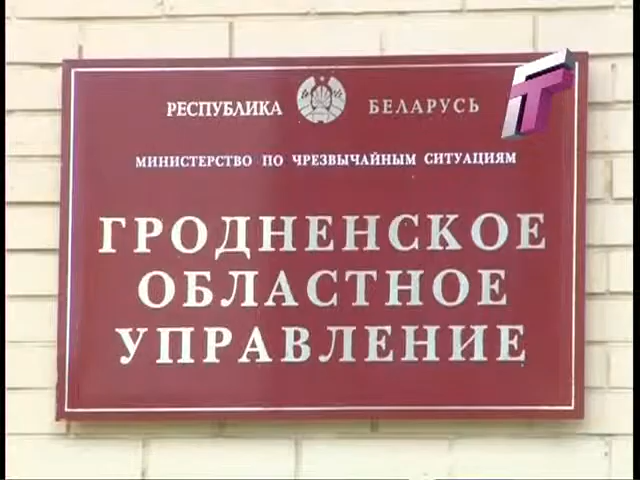 РЕСПУБЛИКА БЕЛАРУСЬ
МИНИСТЕРСТВО ПО ЧРЕЗВЫЧАЙНЫМ СИТУАЦИЯМ
ГРОДНЕНСКОЕ
ОБЛАСТНОЕ
УПРАВЛЕНИЕ
Т